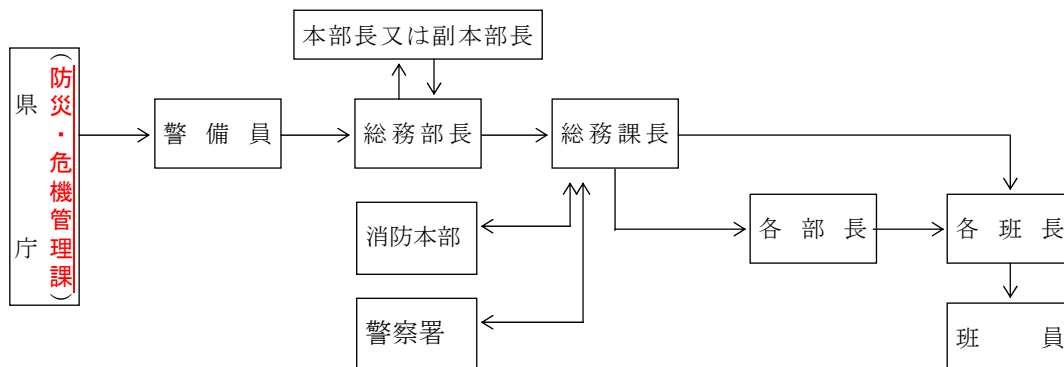 本部長又は副本部長
県庁
（防災・危機管理課）
警備員
総務部長
総務課長
消防本部
各部長
各班長
警察署
班員